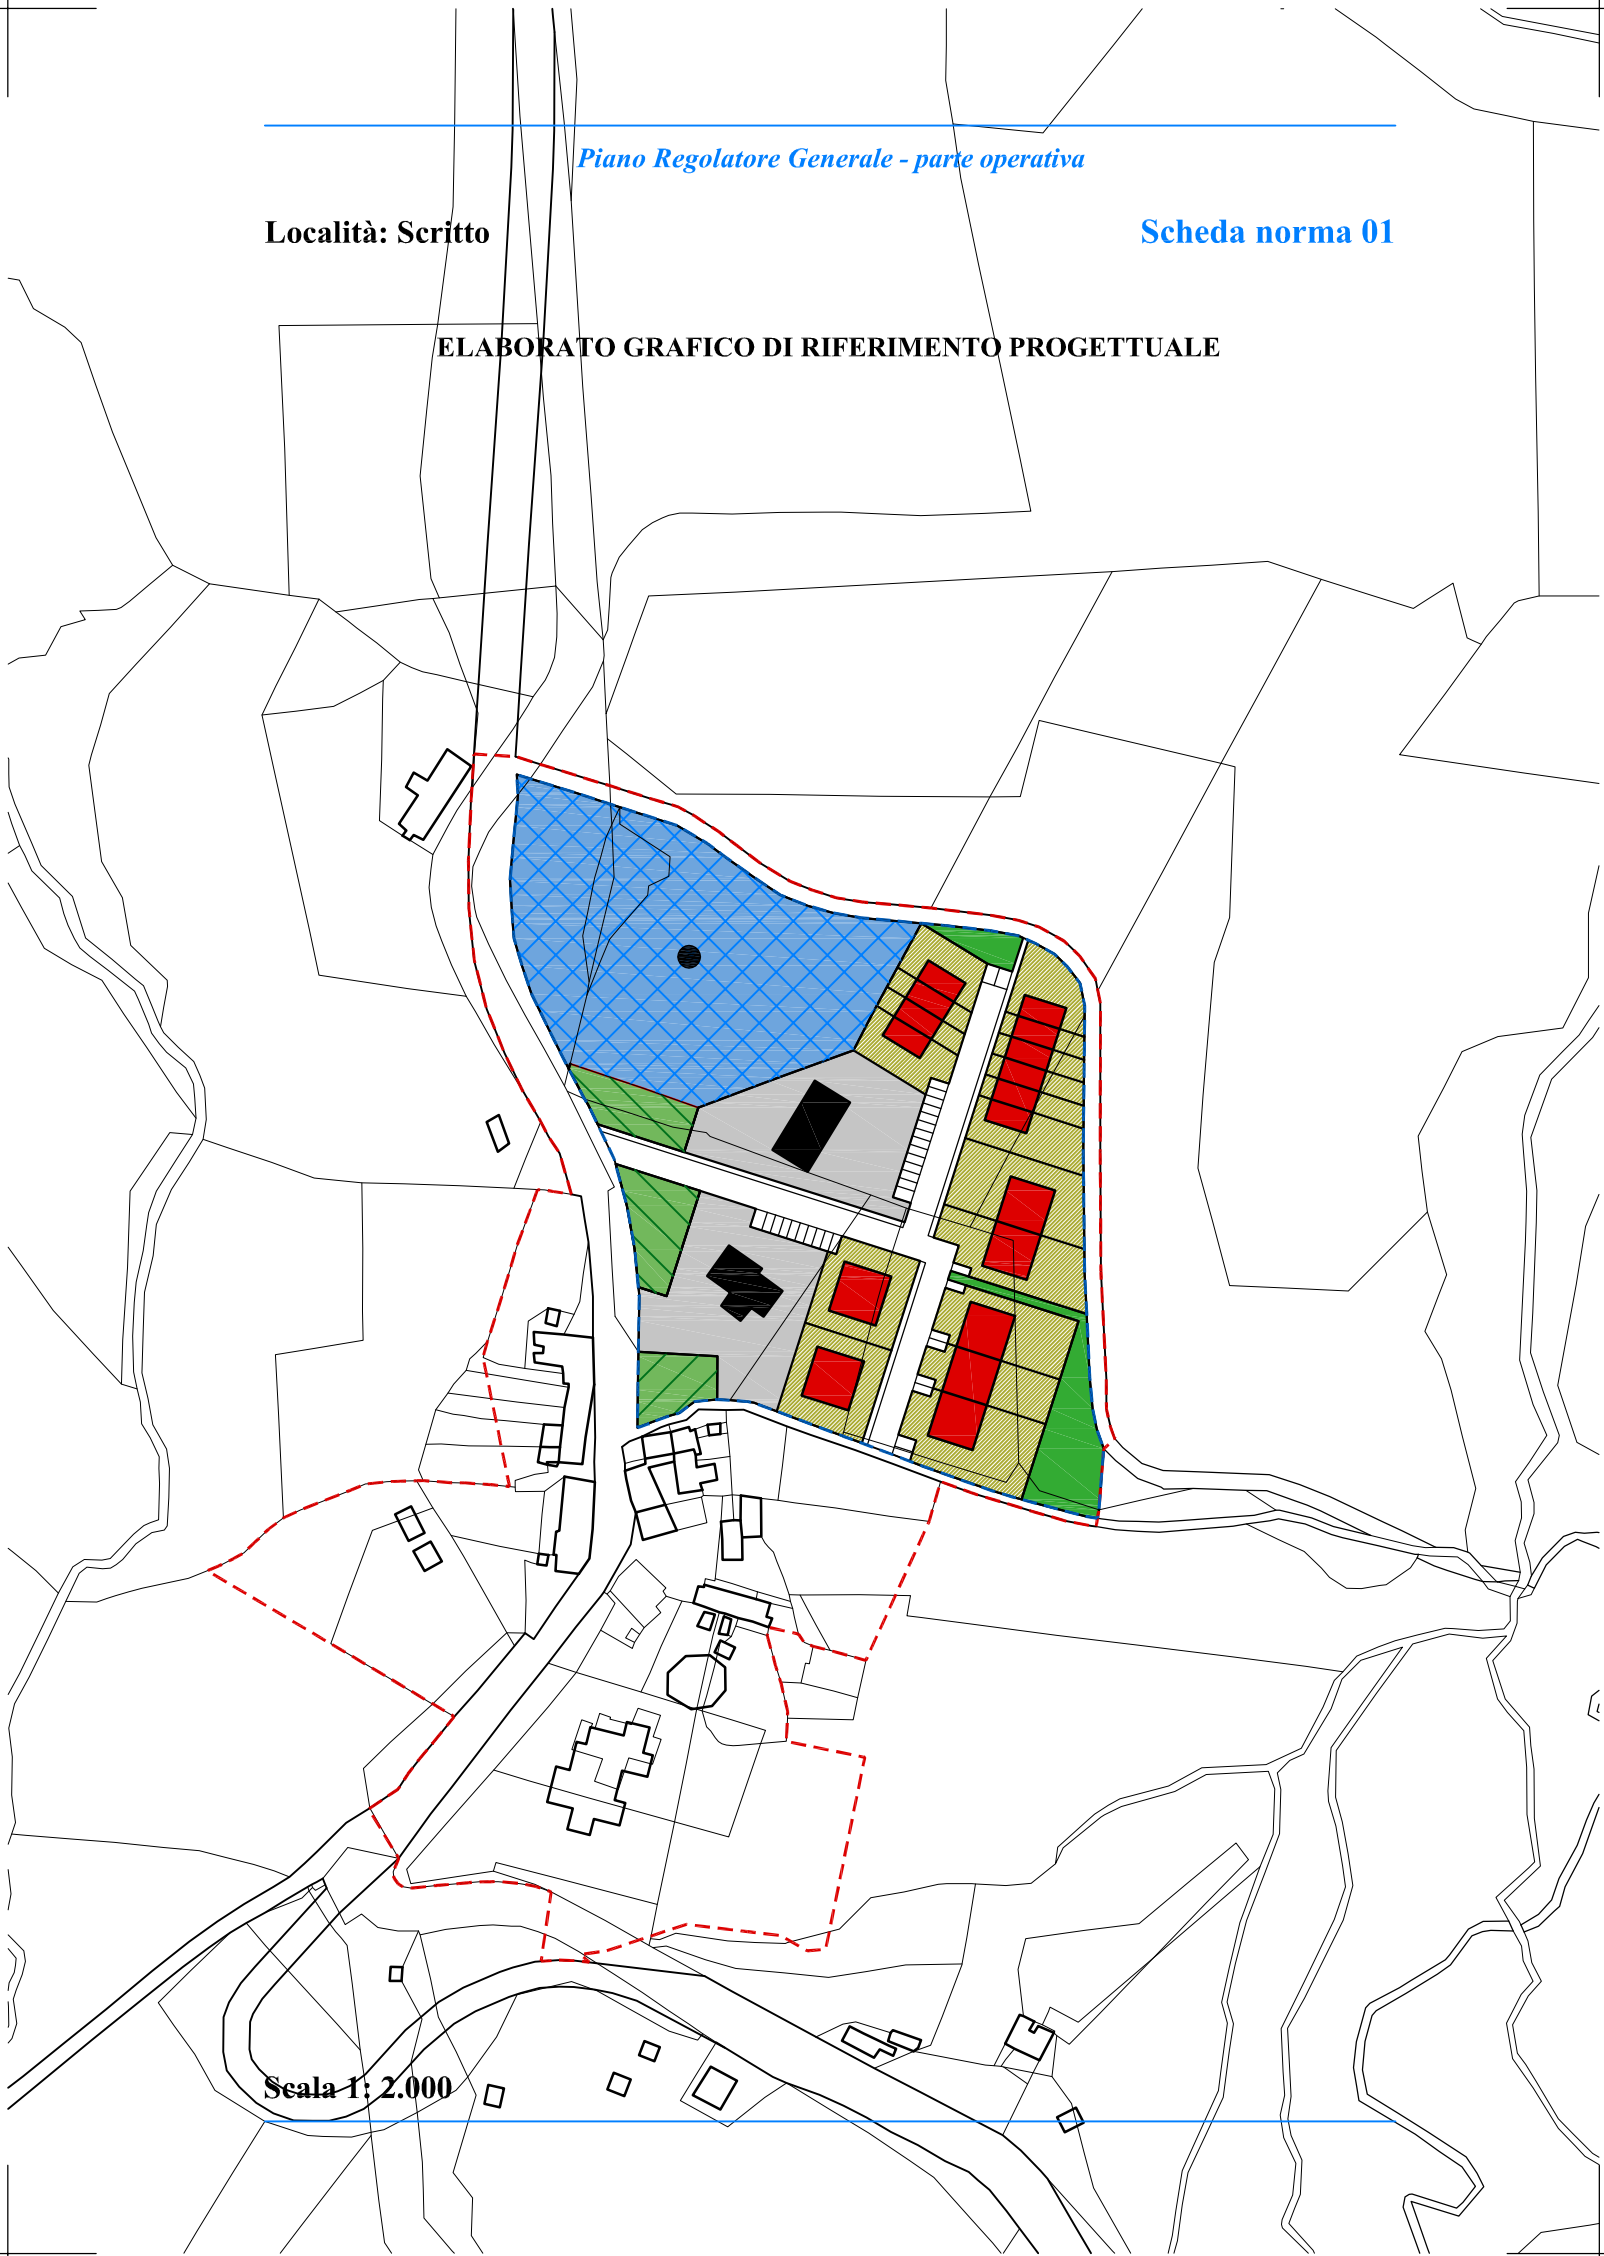 Piano Regolatore Generale - parte operativa
Località: Scritto
Scheda norma 01
ELABORATO GRAFICO DI RIFERIMENTO PROGETTUALE
Scala 1: 2.000